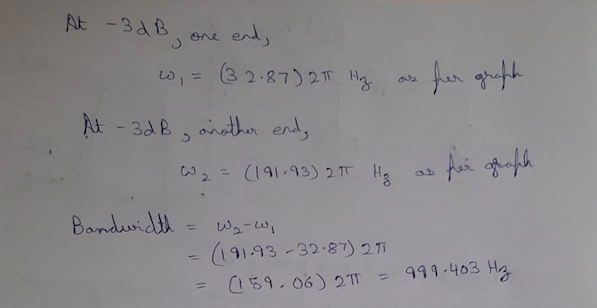 At -3dB, one end,
ω₁ = (32.87) 2π Hz as per graph
At -3dB, another end,
ω₂ = (191.93) 2π Hz as per graph
Bandwidth = ω₂-ω₁
= (191.93 - 32.87) 2π
= (159.06) 2π = 999.403 Hz